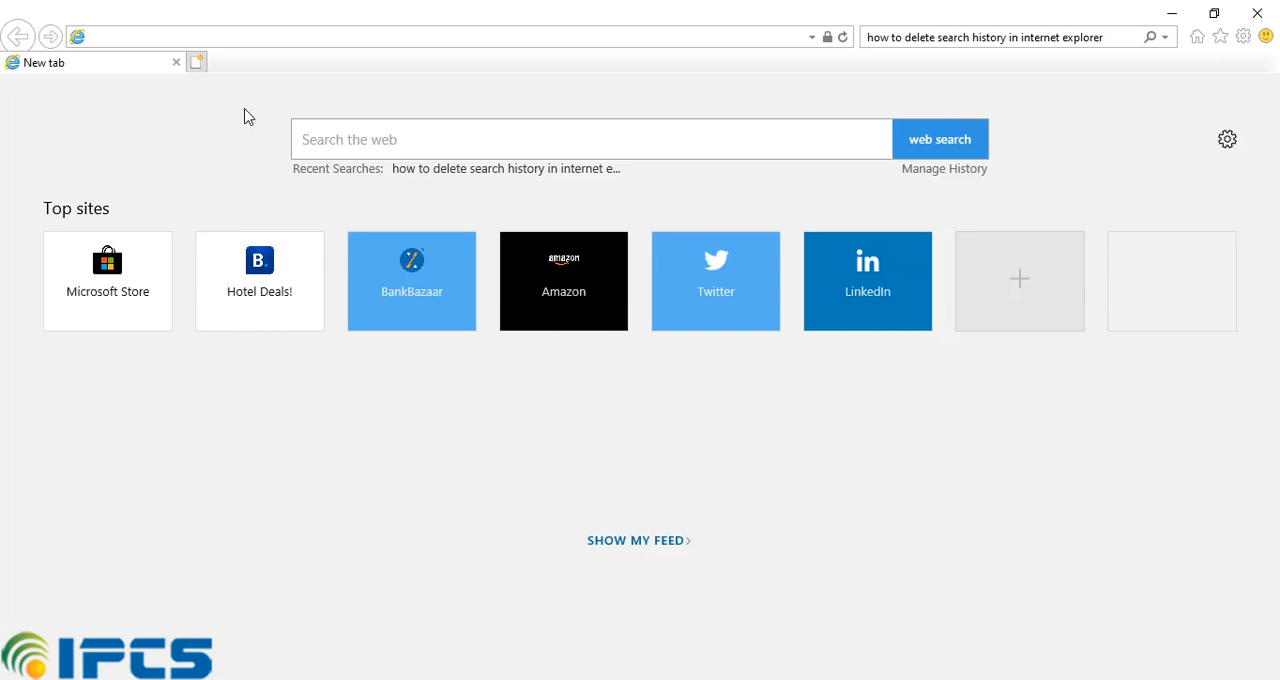 how to delete search history in internet explorer
New tab
Search the web
web search
Recent Searches: how to delete search history in internet e...
Manage History
Top sites
Microsoft Store
B.
Hotel Deals!
BankBazaar
amazon
Amazon
Twitter
in
LinkedIn
SHOW MY FEED
IPCS